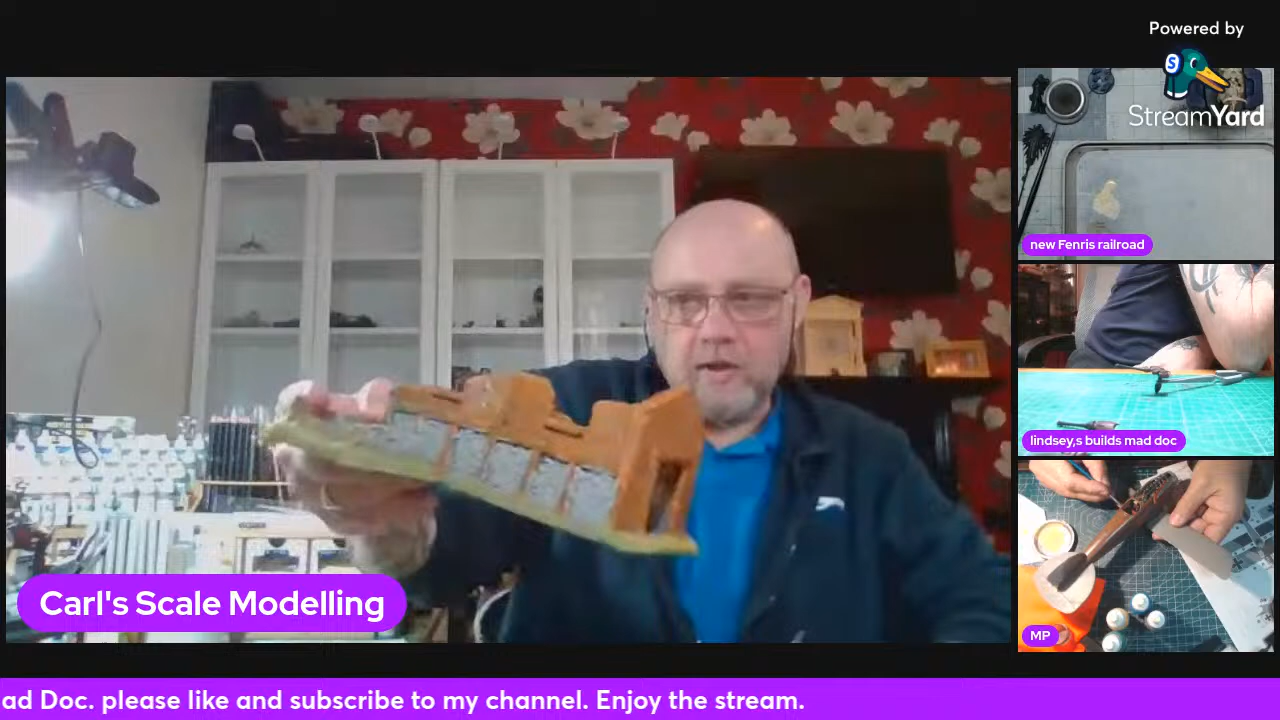 Powered by
StreamYard
new Fenris railroad
lindsey,s builds mad doc
Carl's Scale Modelling
MP
ad Doc. please like and subscribe to my channel. Enjoy the stream.